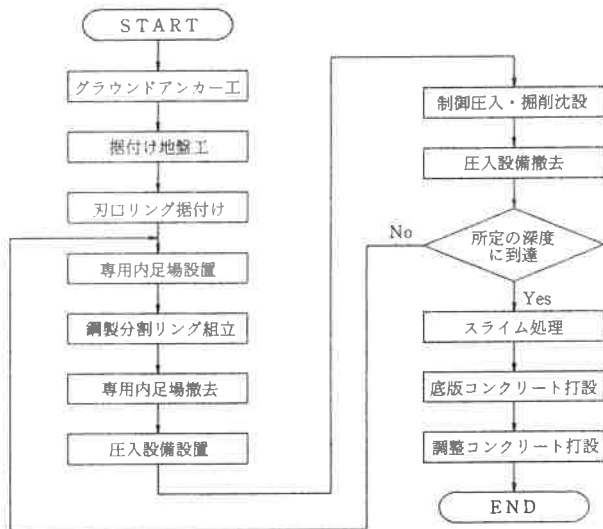 START
グラウンドアンカー工
据付け地盤工
刃口リング据付け
専用内足場設置
鋼製分割リング組立
専用内足場撤去
圧入設備設置
制御圧入・掘削沈設
圧入設備撤去
所定の深度
に到達
No
Yes
スライム処理
底版コンクリート打設
調整コンクリート打設
END